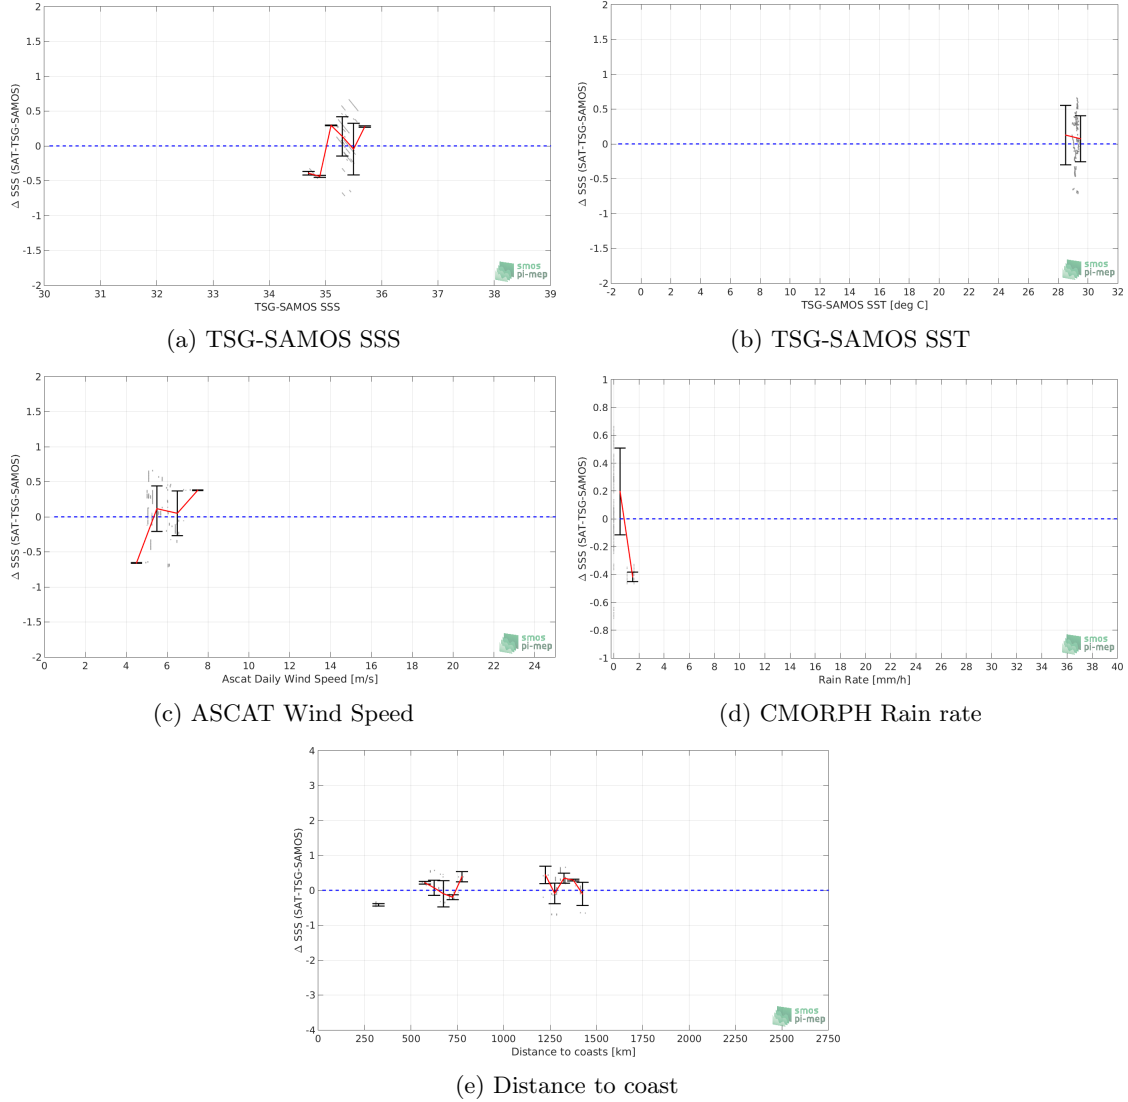 2
1.5
1
0.5
0
-0.5
-1
-1.5
-2
Δ SSS (SAT-TSG-SAMOS)
30 31 32 33 34 35 36 37 38 39
TSG-SAMOS SSS
smos
pi-mep
(a) TSG-SAMOS SSS
2
1.5
1
0.5
0
-0.5
-1
-1.5
-2
Δ SSS (SAT-TSG-SAMOS)
-2 0 2 4 6 8 10 12 14 16 18 20 22 24 26 28 30 32
TSG-SAMOS SST [deg C]
smos
pi-mep
(b) TSG-SAMOS SST
2
1.5
1
0.5
0
-0.5
-1
-1.5
-2
Δ SSS (SAT-TSG-SAMOS)
0 2 4 6 8 10 12 14 16 18 20 22 24
Ascat Daily Wind Speed [m/s]
smos
pi-mep
(c) ASCAT Wind Speed
1
0.8
0.6
0.4
0.2
0
-0.2
-0.4
-0.6
-0.8
-1
Δ SSS (SAT-TSG-SAMOS)
0 2 4 6 8 10 12 14 16 18 20 22 24 26 28 30 32 34 36 38 40
Rain Rate [mm/h]
smos
pi-mep
(d) CMORPH Rain rate
4
3
2
1
0
-1
-2
-3
-4
Δ SSS (SAT-TSG-SAMOS)
0 250 500 750 1000 1250 1500 1750 2000 2250 2500 2750
Distance to coasts [km]
smos
pi-mep
(e) Distance to coast